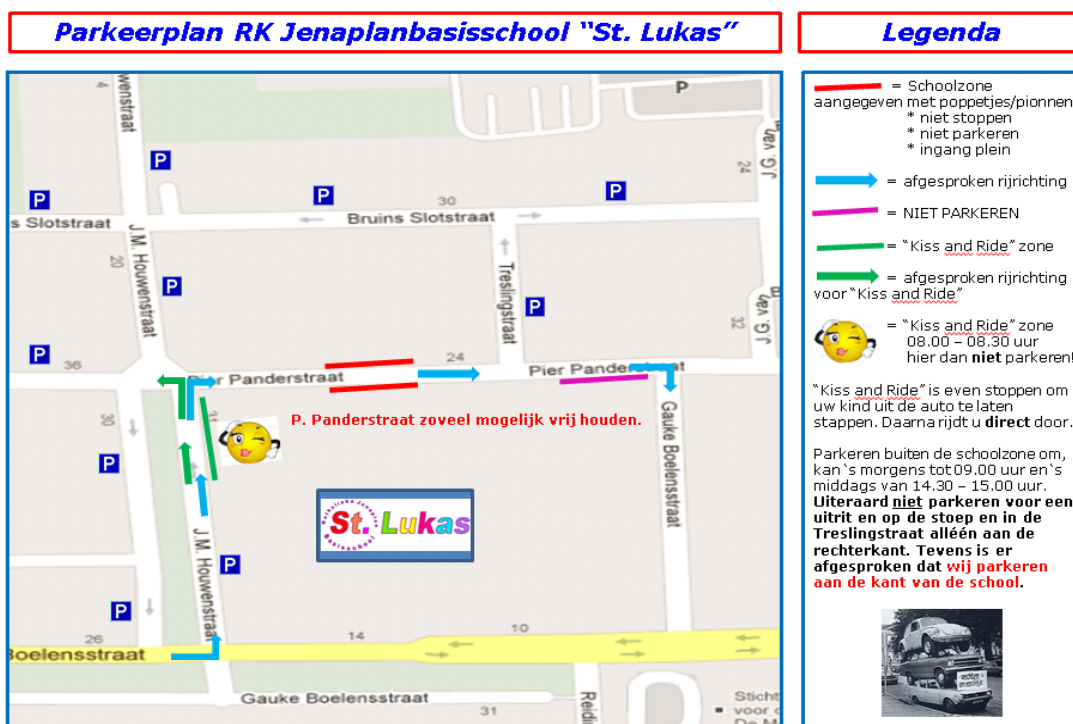 Parkeerplan RK Jenaplanbasisschool “St. Lukas”
Legenda
4
wenstraat
P
P
P
P
P
30
s Slotstraat
Bruins Slotstraat
J.G. van
24
20
J.M. Houwenstraat
P
Treslingstraat
P
J.G. v
32
P
36
24
Pier Panderstraat
Pier Panderstraat
31
30
P. Panderstraat zoveel mogelijk vrij houden.
P
Gauke Boelensstraat
St. Lukas
J.M. Houwenstraat
P
P
26
14
10
Boelensstraat
Gauke Boelensstraat
31
Reidin
Sticht
voor d
De M
= Schoolzone
aangegeven met poppetjes/pionnen
* niet stoppen
* niet parkeren
* ingang plein
= afgesproken rijrichting
= NIET PARKEREN
= “Kiss and Ride” zone
= afgesproken rijrichting
voor “Kiss and Ride”
= “Kiss and Ride” zone
08.00 – 08.30 uur
hier dan niet parkeren!
“Kiss and Ride” is even stoppen om
uw kind uit de auto te laten
stappen. Daarna rijdt u direct door.
Parkeren buiten de schoolzone om,
kan ‘s morgens tot 09.00 uur en ‘s
middags van 14.30 – 15.00 uur.
Uiteraard niet parkeren voor een
uitrit en op de stoep en in de
Treslingstraat alléén aan de
rechterkant. Tevens is er
afgesproken dat wij parkeren
aan de kant van de school.